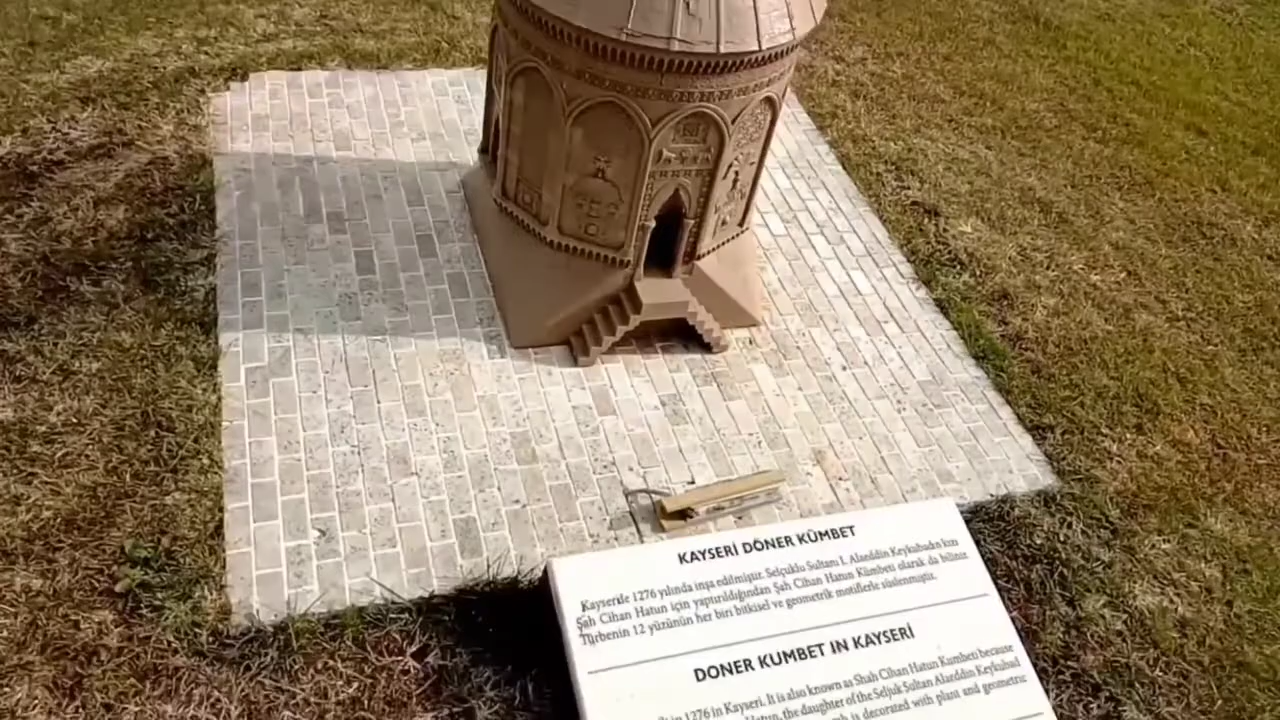 KAYSERİ DÖNER KÜMBET
Kayseri'de 1276 yılında inşa edilmiştir. Selçuklu Sultanı I. Alaeddin Keykubad'ın kızı
Şah Cihan Hatun için yaptırıldığından Şah Cihan Hatun Kümbeti olarak da bilinir.
Türbenin 12 yüzünün her biri bitkisel ve geometrik motiflerle süslenmiştir.
DONER KUMBET IN KAYSERİ
in 1276 in Kayseri. It is also known as Shah Cihan Hatun Kumbeti because
Hatun, the daughter of the Seljuk Sultan Alaeddin Keykubad
is decorated with plant and geometric